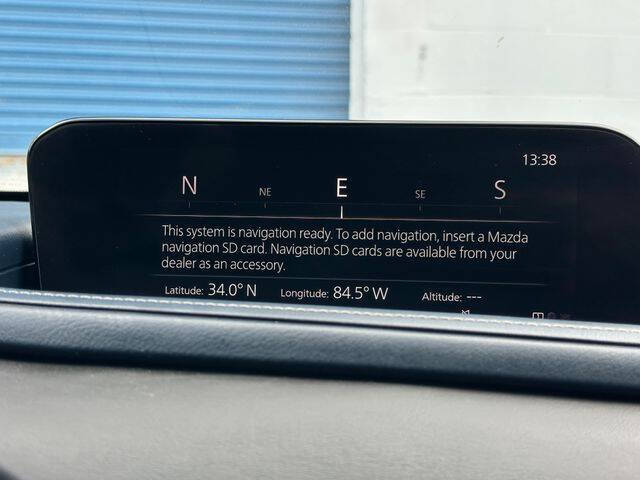 13:38
N NE E SE S
This system is navigation ready. To add navigation, insert a Mazda
navigation SD card. Navigation SD cards are available from your
dealer as an accessory.
Latitude: 34.0° N Longitude: 84.5° W Altitude: ---